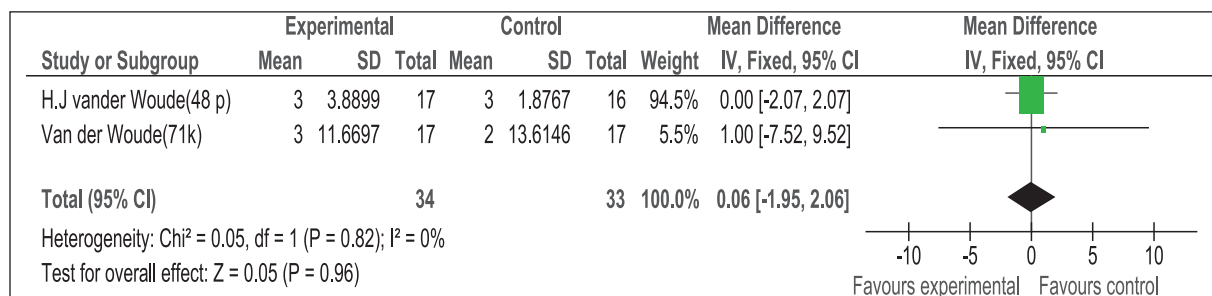 Experimental Control Mean Difference Mean Difference
Study or Subgroup Mean SD Total Mean SD Total Weight IV, Fixed, 95% CI IV, Fixed, 95% CI
H.J vander Woude(48 p) 3 3.8899 17 3 1.8767 16 94.5% 0.00 [-2.07, 2.07]
Van der Woude(71k) 3 11.6697 17 2 13.6146 17 5.5% 1.00 [-7.52, 9.52]
Total (95% CI) 34 33 100.0% 0.06 [-1.95, 2.06]
Heterogeneity: Chi² = 0.05, df = 1 (P = 0.82); I² = 0%
Test for overall effect: Z = 0.05 (P = 0.96)
-10 -5 0 5 10
Favours experimental Favours control